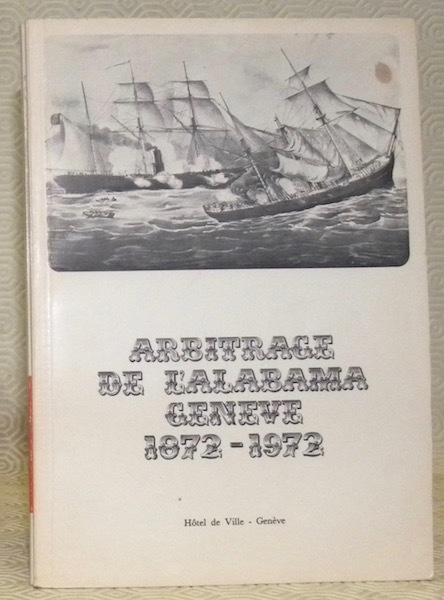 ARBITRAGE
DE L'ALABAMA
GENEVE
1872-1972
Hôtel de Ville - Genève